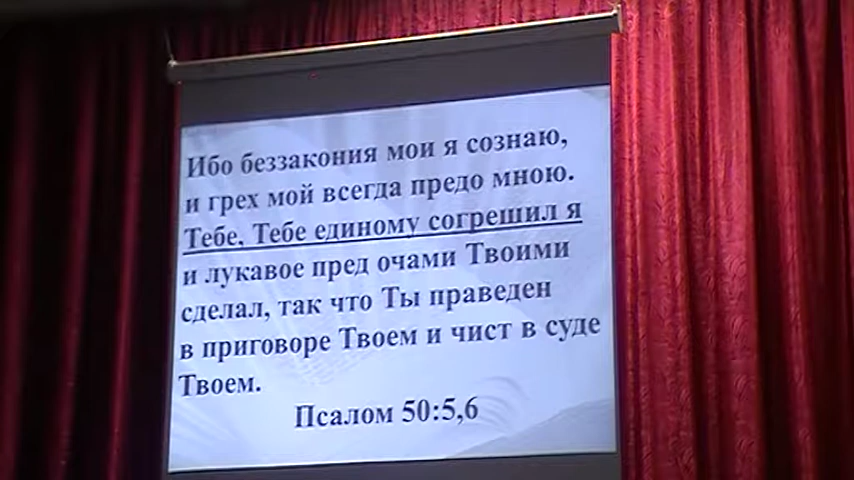 Ибо беззакония мои я сознаю,
и грех мой всегда предо мною.
Тебе, Тебе единому согрешил я
и лукавое пред очами Твоими
сделал, так что Ты праведен
в приговоре Твоем и чист в суде
Твоем.
Псалом 50:5,6